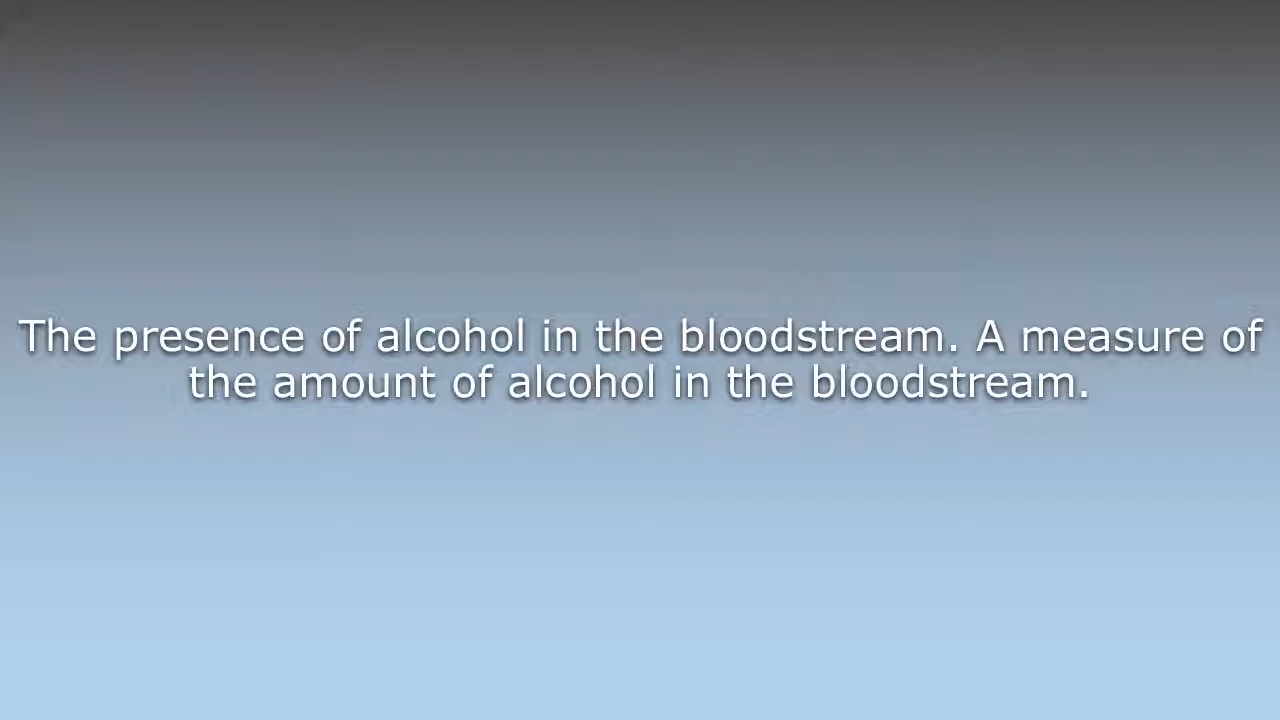 The presence of alcohol in the bloodstream. A measure of
the amount of alcohol in the bloodstream.